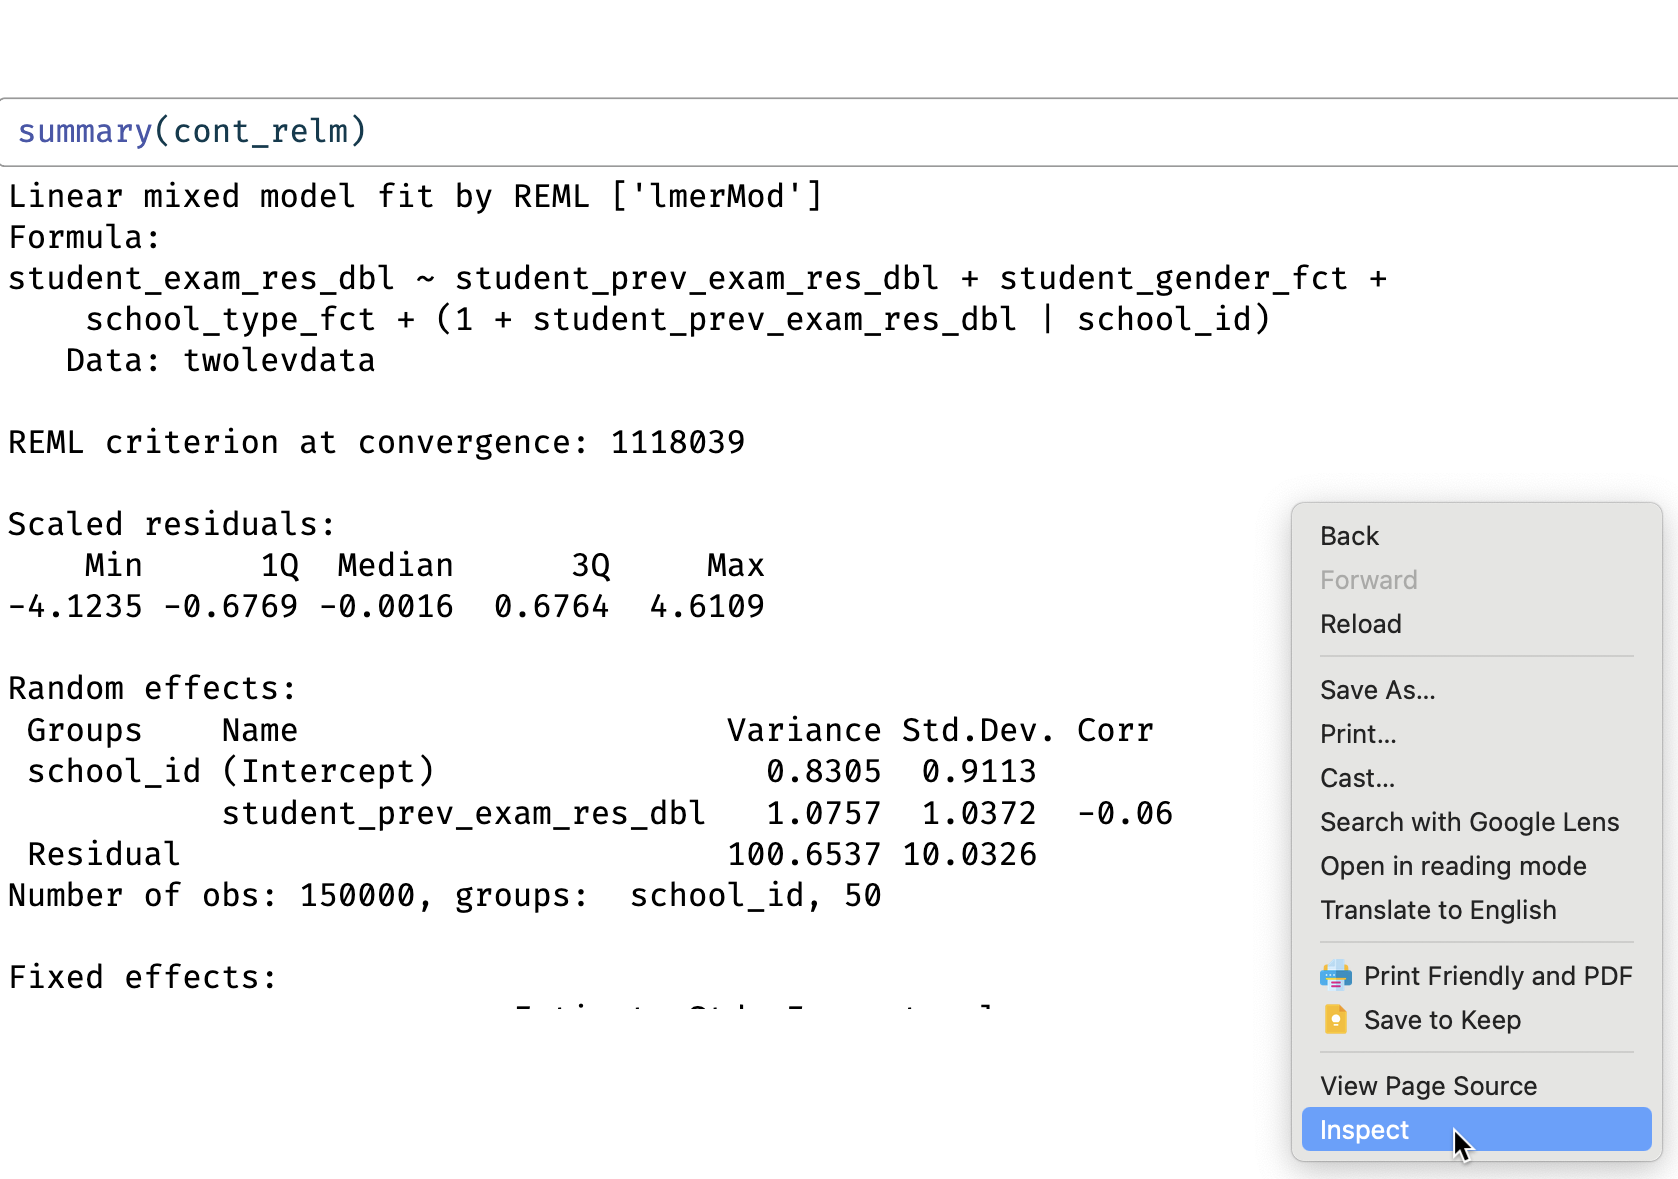 summary(cont_relm)
Linear mixed model fit by REML ['lmerMod']
Formula:
student_exam_res_dbl ~ student_prev_exam_res_dbl + student_gender_fct +
    school_type_fct + (1 + student_prev_exam_res_dbl | school_id)
   Data: twolevdata
REML criterion at convergence: 1118039
Scaled residuals:
    Min      1Q  Median      3Q     Max
-4.1235 -0.6769 -0.0016  0.6764  4.6109
Random effects:
 Groups    Name                      Variance Std.Dev. Corr
 school_id (Intercept)                 0.8305  0.9113
           student_prev_exam_res_dbl   1.0757  1.0372  -0.06
 Residual                            100.6537 10.0326
Number of obs: 150000, groups:  school_id, 50
Fixed effects:
Back
Forward
Reload
Save As...
Print...
Cast...
Search with Google Lens
Open in reading mode
Translate to English
Print Friendly and PDF
Save to Keep
View Page Source
Inspect